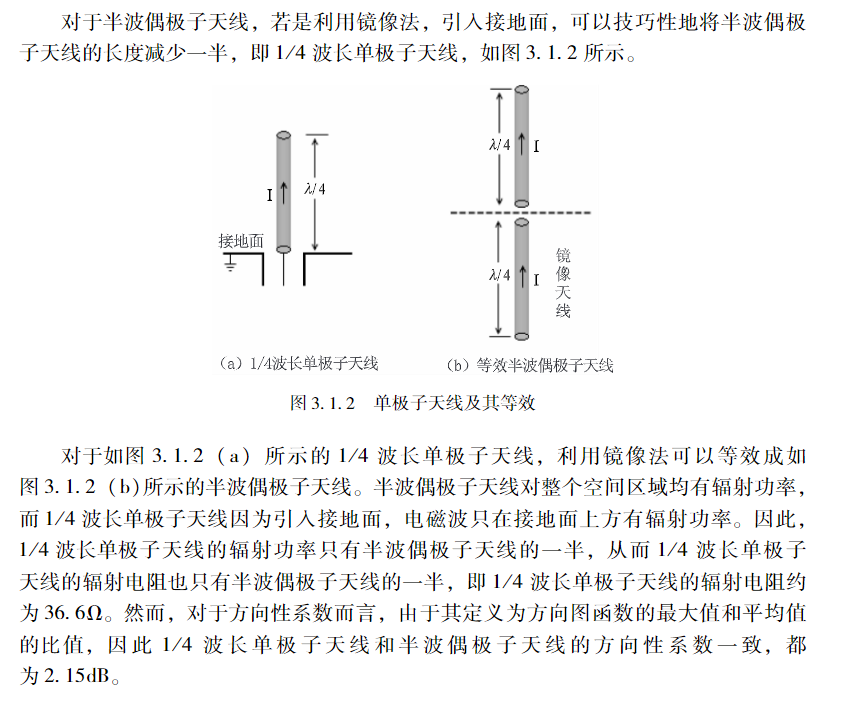 对于半波偶极子天线，若是利用镜像法，引入接地面，可以技巧性地将半波偶极
子天线的长度减少一半，即 1/4 波长单极子天线，如图 3.1.2 所示。
I
λ/4
接地面
λ/4
I
λ/4
I
镜像天线
（a）1/4波长单极子天线
（b）等效半波偶极子天线
图 3.1.2 单极子天线及其等效
对于如图 3.1.2（a）所示的 1/4 波长单极子天线，利用镜像法可以等效成如
图 3.1.2（b）所示的半波偶极子天线。半波偶极子天线对整个空间区域均有辐射功率，
而 1/4 波长单极子天线因为引入接地面，电磁波只在接地面上方有辐射功率。因此，
1/4 波长单极子天线的辐射功率只有半波偶极子天线的一半，从而 1/4 波长单极子
天线的辐射电阻也只有半波偶极子天线的一半，即 1/4 波长单极子天线的辐射电阻约
为 36.6Ω。然而，对于方向性系数而言，由于其定义为方向图函数的最大值和平均值
的比值，因此 1/4 波长单极子天线和半波偶极子天线的方向性系数一致，都
为 2.15dB。